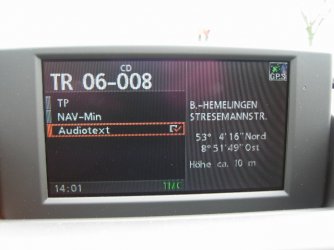 CD
TR 06-008
GPS
TP
NAV-Min
Audiotext
B.-HEMELINGEN
STRESEMANNSTR.
53° 4'16"Nord
8°51'49"Ost
Höhe ca. 10 m
14:01
TMC